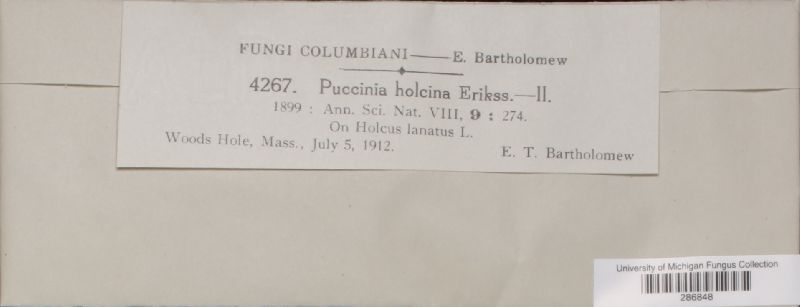 FUNGI COLUMBIANI—E. Bartholomew
4267. Puccinia holcina Erikss.—II.
1899 : Ann. Sci. Nat. VIII, 9 : 274.
On Holcus lanatus L.
Woods Hole, Mass., July 5, 1912. E. T. Bartholomew
University of Michigan Fungus Collection
286848